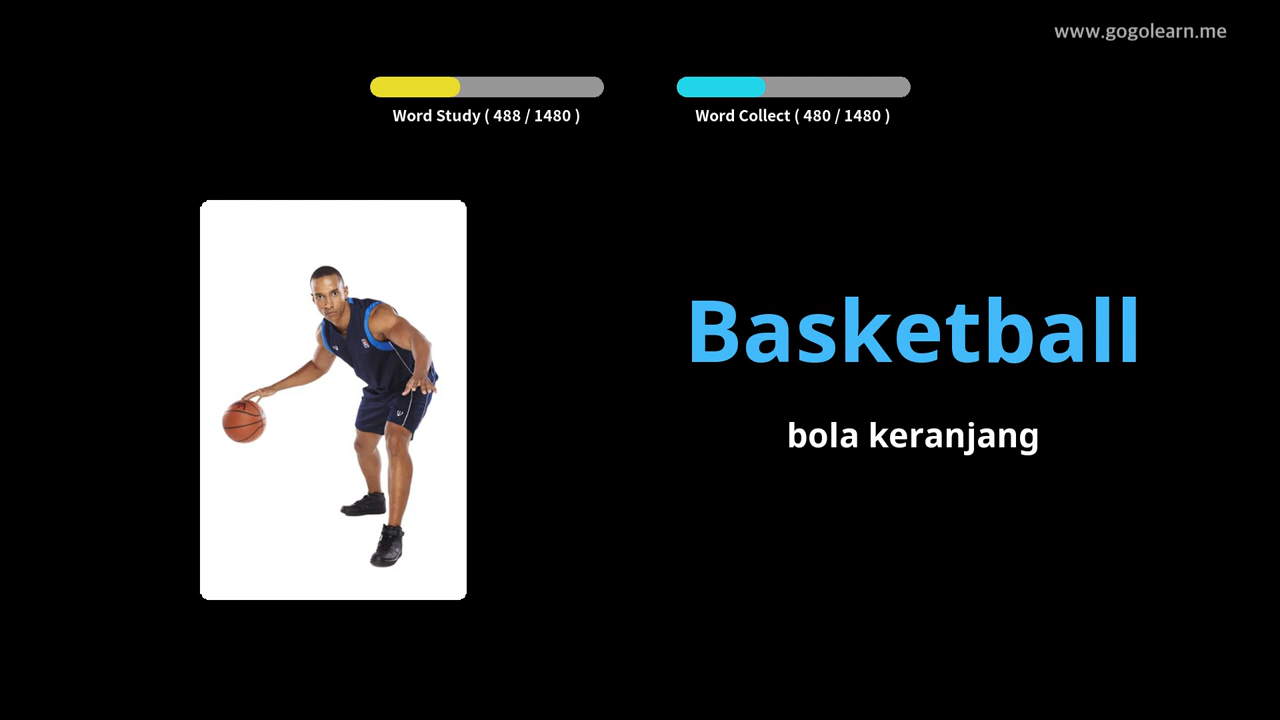 www.gogolearn.me
Word Study ( 488 / 1480 )
Word Collect ( 480 / 1480 )
Basketball
bola keranjang